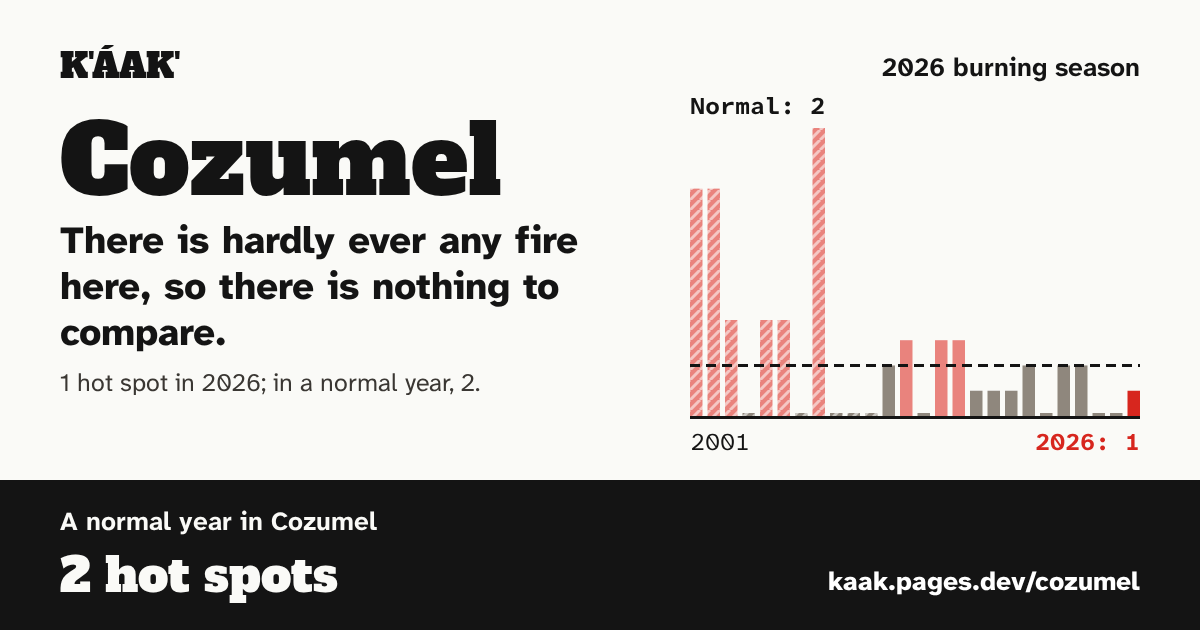 K'ÁAK'
2026 burning season
Cozumel
There is hardly ever any fire
here, so there is nothing to
compare.
1 hot spot in 2026; in a normal year, 2.
Normal: 2
2001
2026: 1
A normal year in Cozumel
2 hot spots
kaak.pages.dev/cozumel